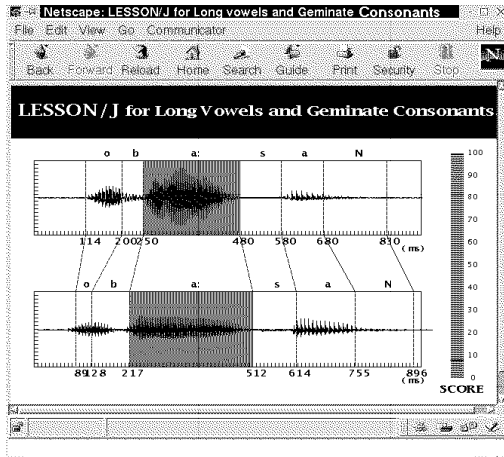 Netscape: LESSON/J for Long vowels and Geminate Consonants
File Edit View Go Communicator Help
Back Forward Reload Home Search Guide Print Security Stop
LESSON/J for Long Vowels and Geminate Consonants
o b a: s a N
114 200 250 480 580 680 830
(ms)
o b a: s a N
89 128 217 512 614 755 896
(ms)
100
90
80
70
60
50
40
30
20
10
0
SCORE